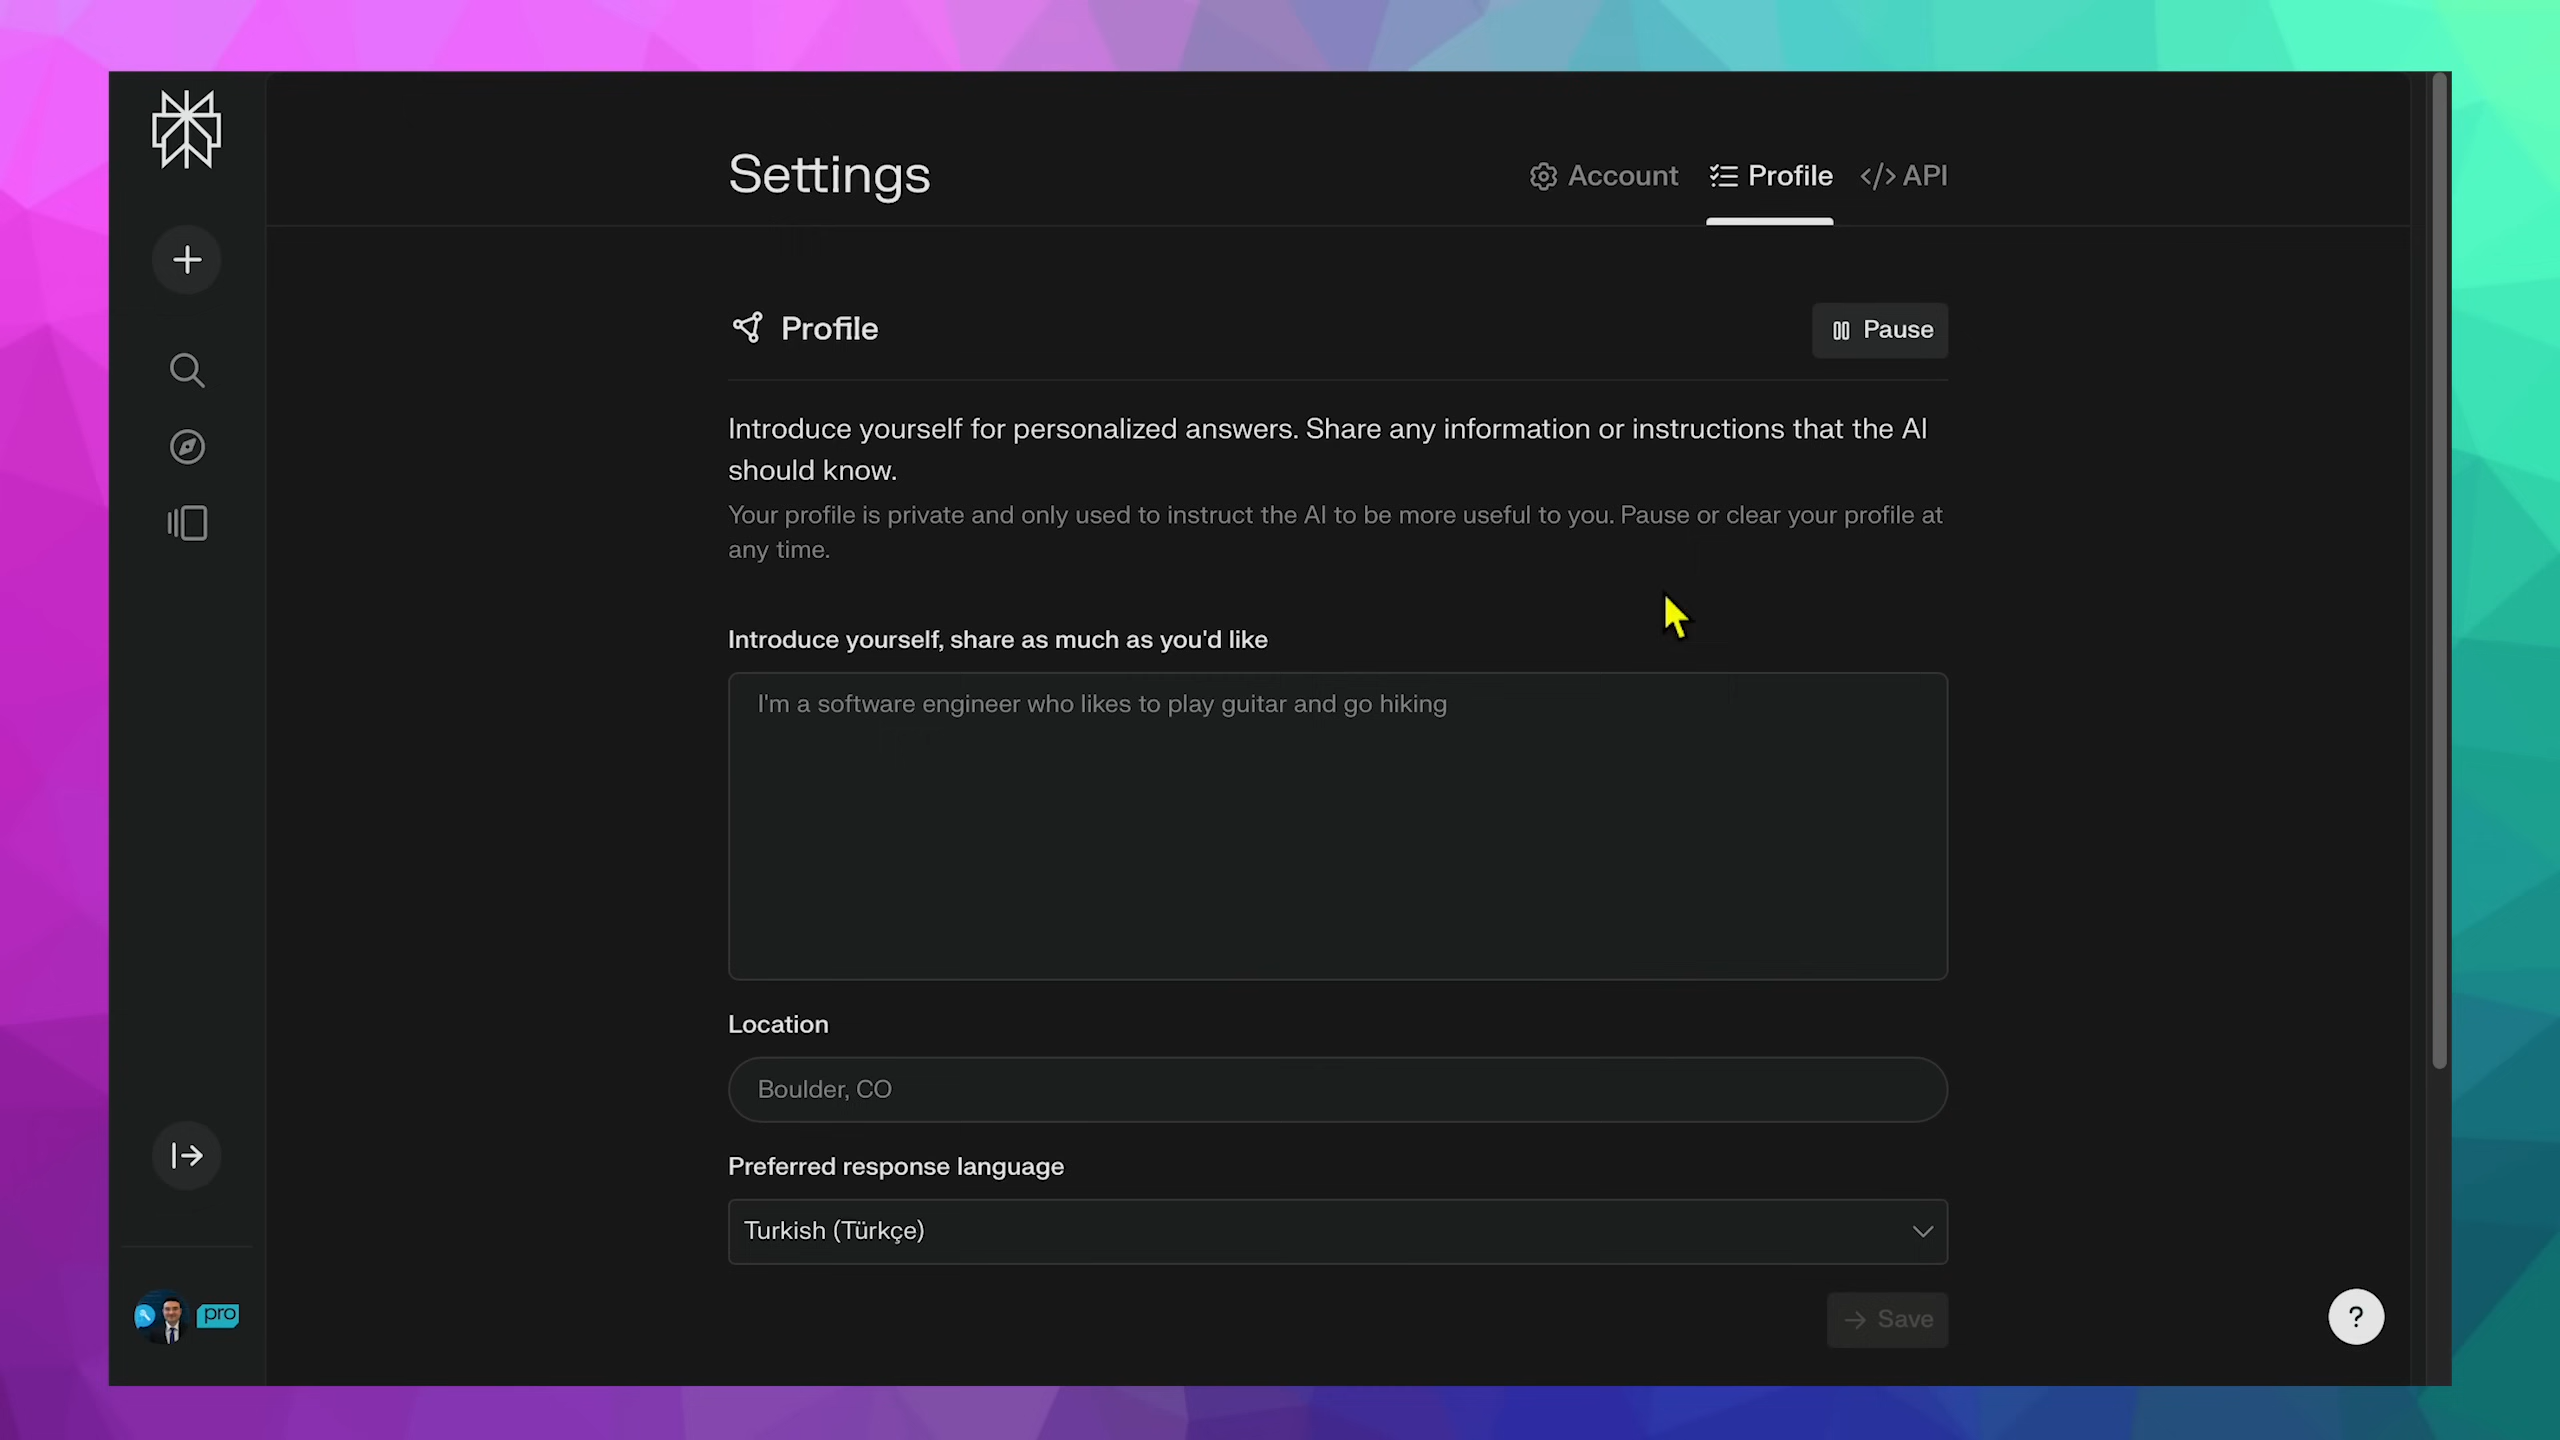 Settings
Account
Profile
</> API
Profile
Pause
Introduce yourself for personalized answers. Share any information or instructions that the AI
should know.
Your profile is private and only used to instruct the AI to be more useful to you. Pause or clear your profile at
any time.
Introduce yourself, share as much as you'd like
I'm a software engineer who likes to play guitar and go hiking
Location
Boulder, CO
Preferred response language
Turkish (Türkçe)
Save
pro
?